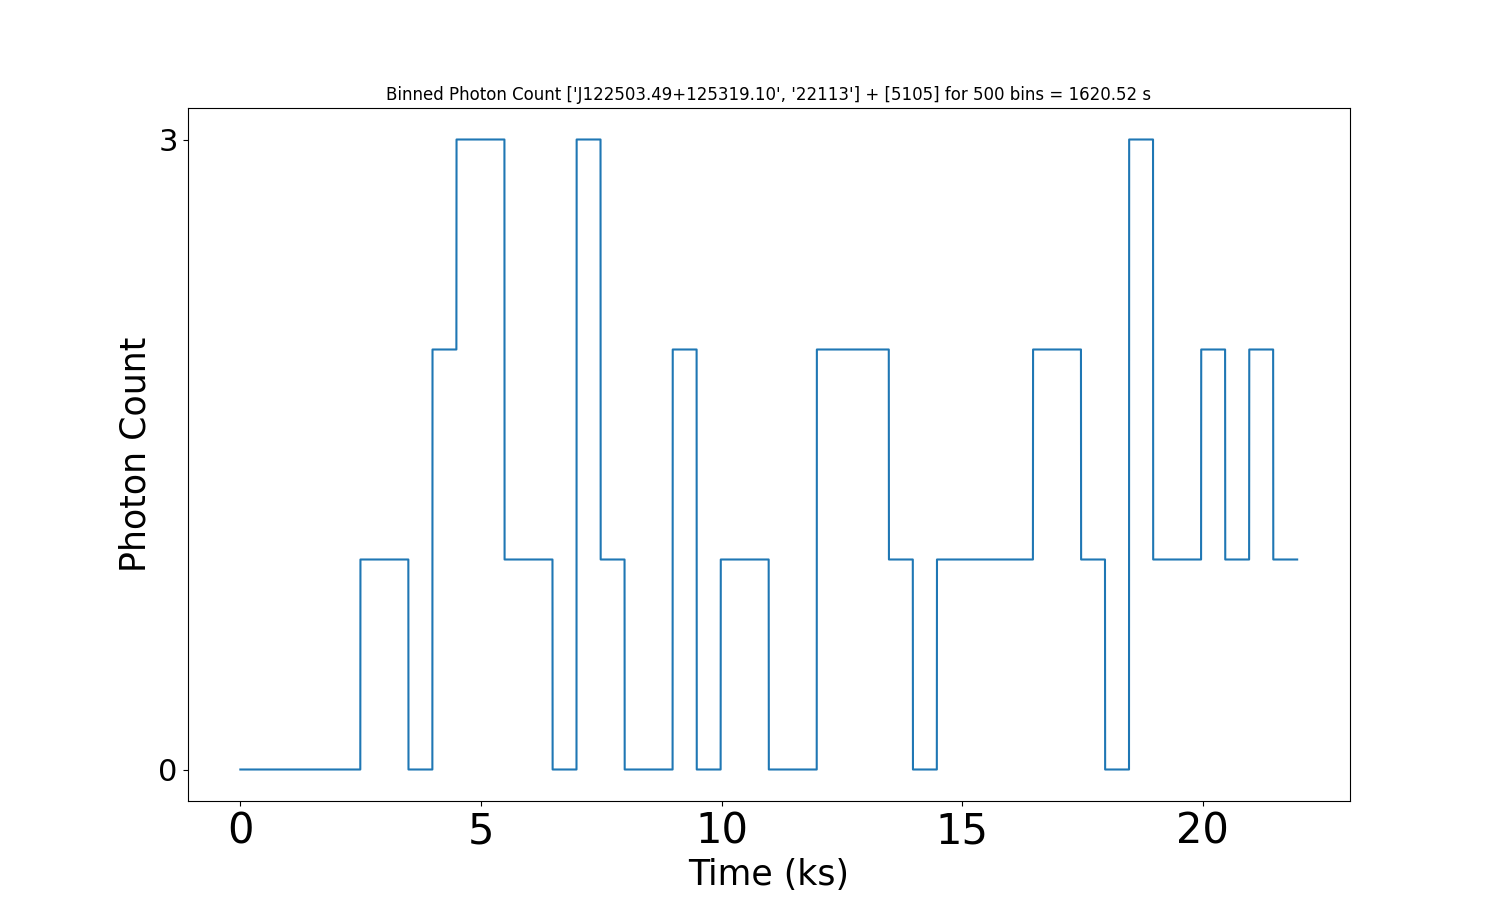 Binned Photon Count ['J122503.49+125319.10', '22113'] + [5105] for 500 bins = 1620.52 s
3
Photon Count
0
0 5 10 15 20
Time (ks)